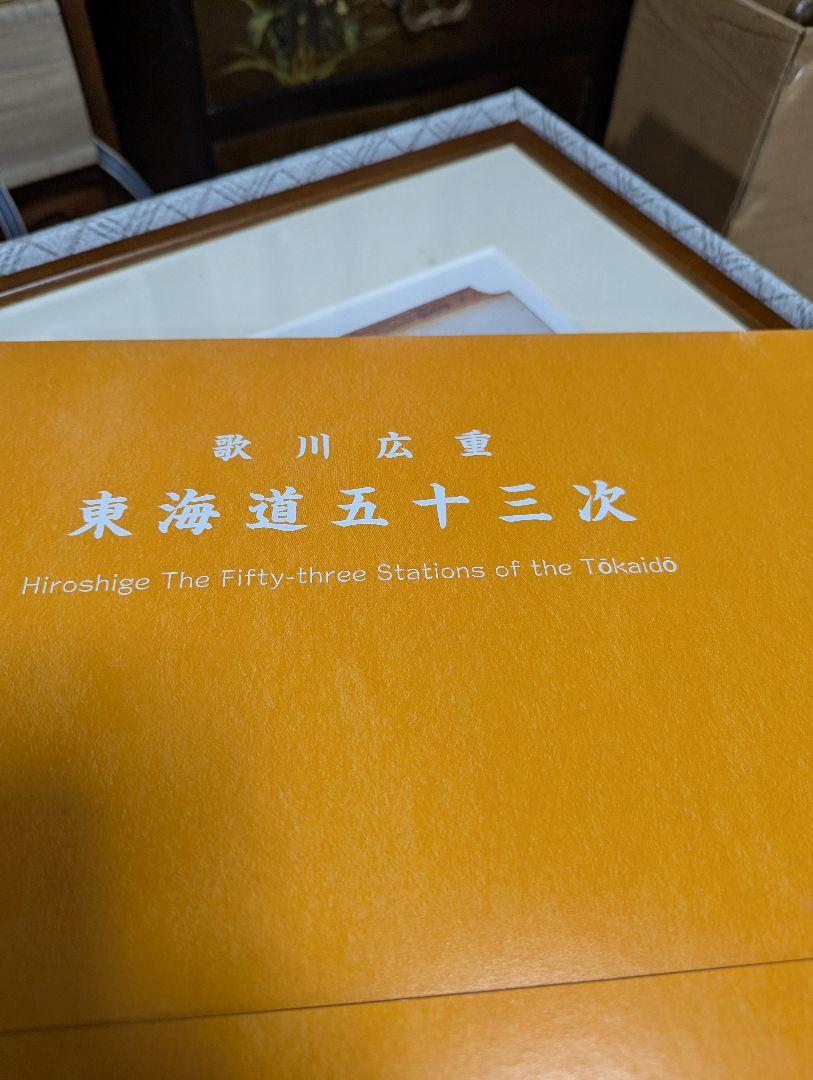 歌川広重
東海道五十三次
Hiroshige The Fifty-three Stations of the Tōkaidō